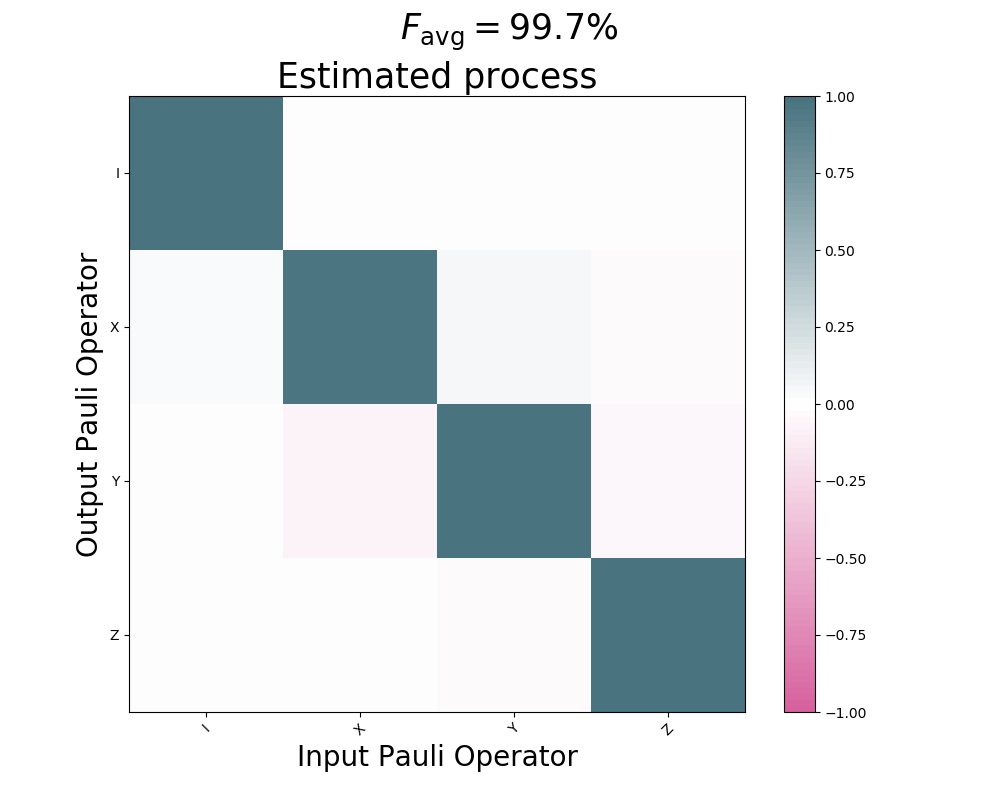 F_avg = 99.7%
Estimated process
Output Pauli Operator
I
X
Y
Z
I X Y Z
Input Pauli Operator
1.00
0.75
0.50
0.25
0.00
−0.25
−0.50
−0.75
−1.00